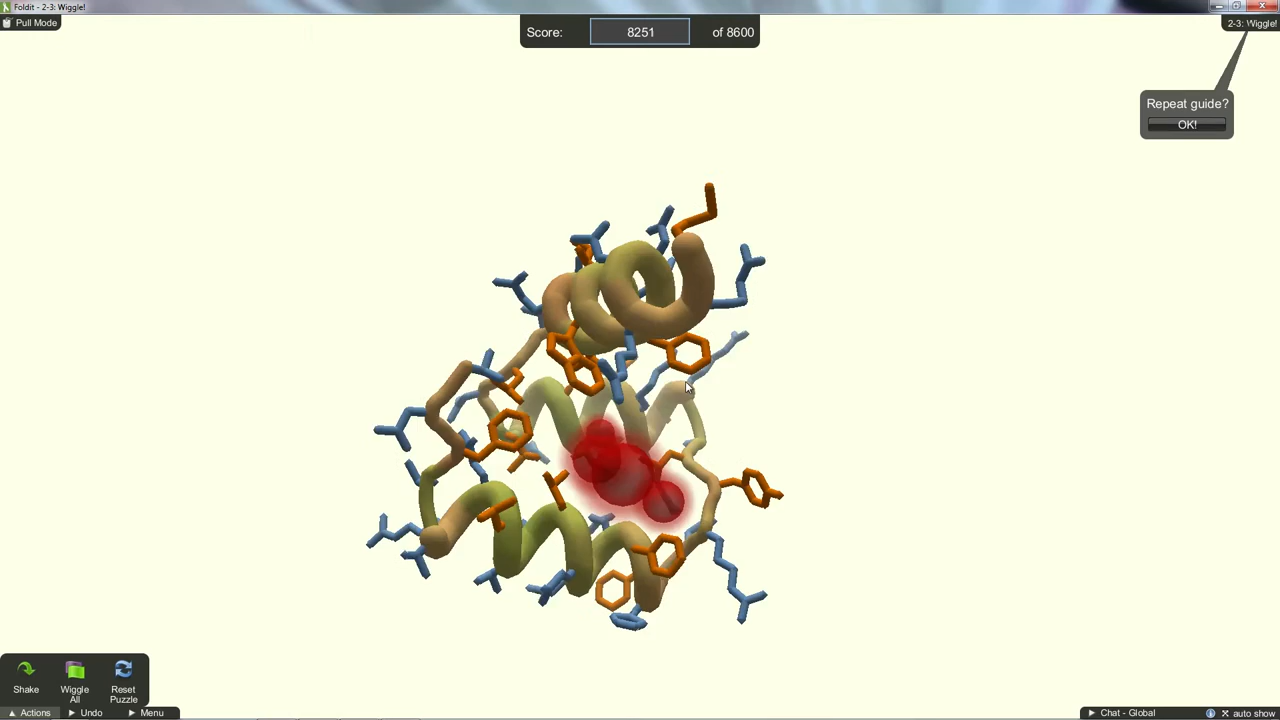 Foldit - 2-3: Wiggle!
Pull Mode
Score: 8251 of 8600
2-3: Wiggle!
Repeat guide?
OK!
Shake
Wiggle All
Reset Puzzle
Actions
Undo
Menu
Chat - Global
auto show